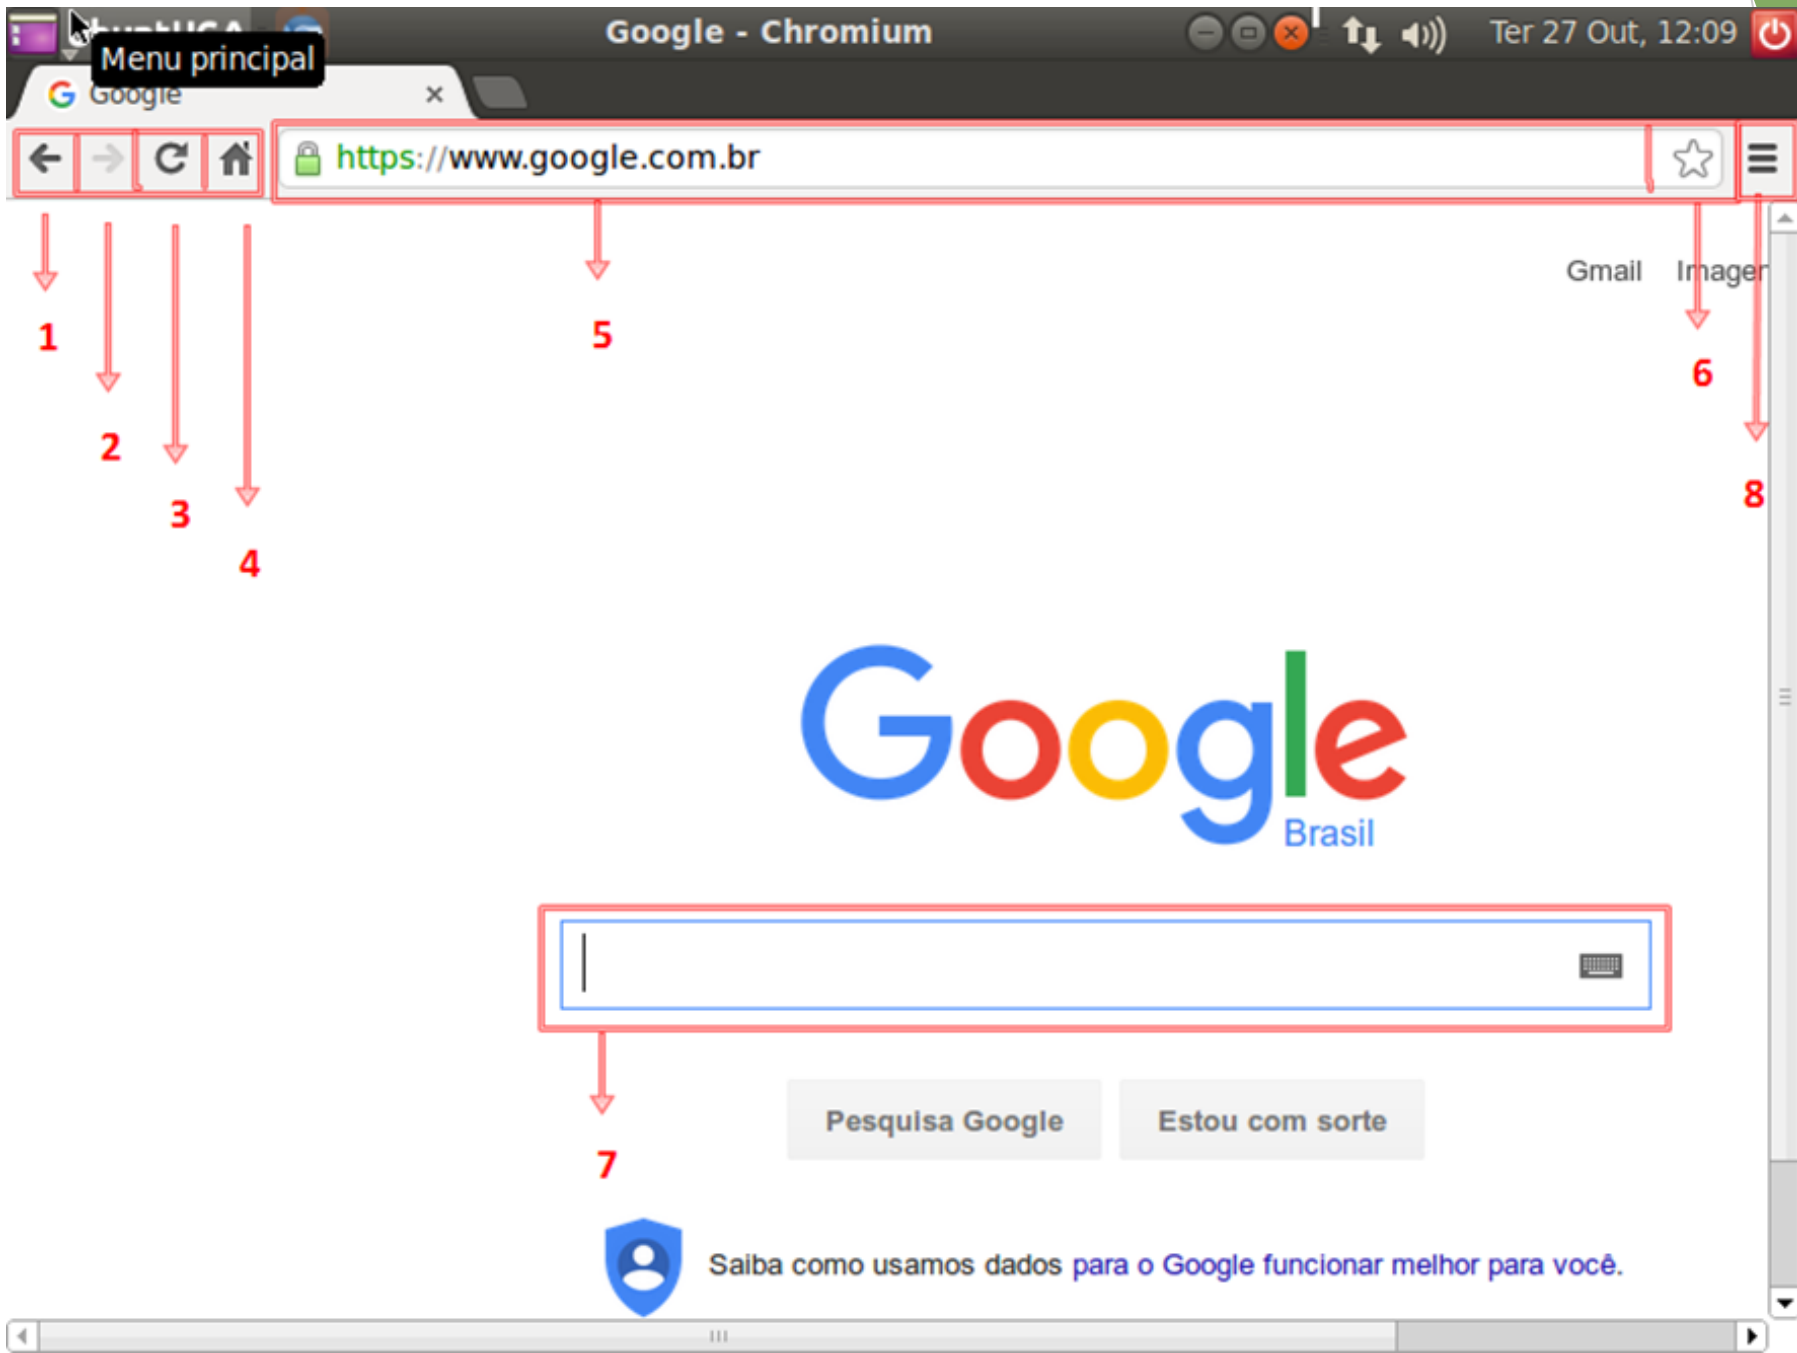 Google - Chromium
Ter 27 Out, 12:09
Menu principal
Google
https://www.google.com.br
Gmail
1
5
6
2
8
3
4
Google
Brasil
Pesquisa Google
Estou com sorte
7
Saiba como usamos dados para o Google funcionar melhor para você.